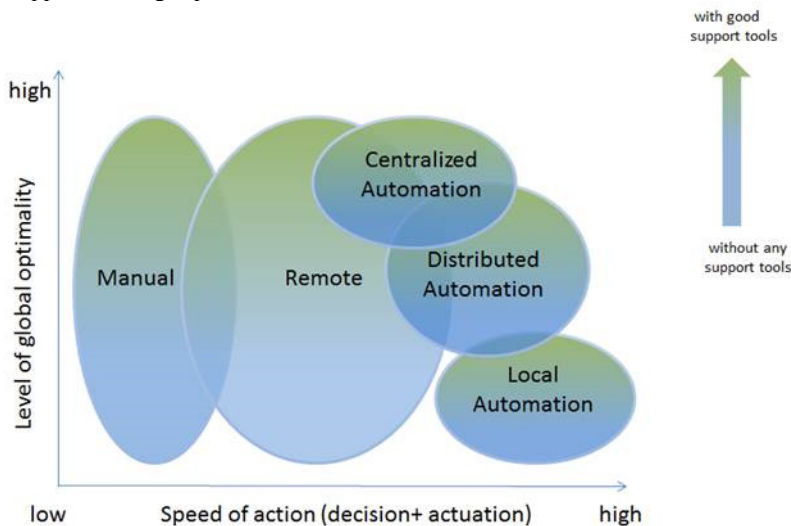 with good
support tools
high
Centralized
Automation
Manual
Remote
Distributed
Automation
without any
support tools
Level of global optimality
Local
Automation
low
Speed of action (decision+ actuation)
high